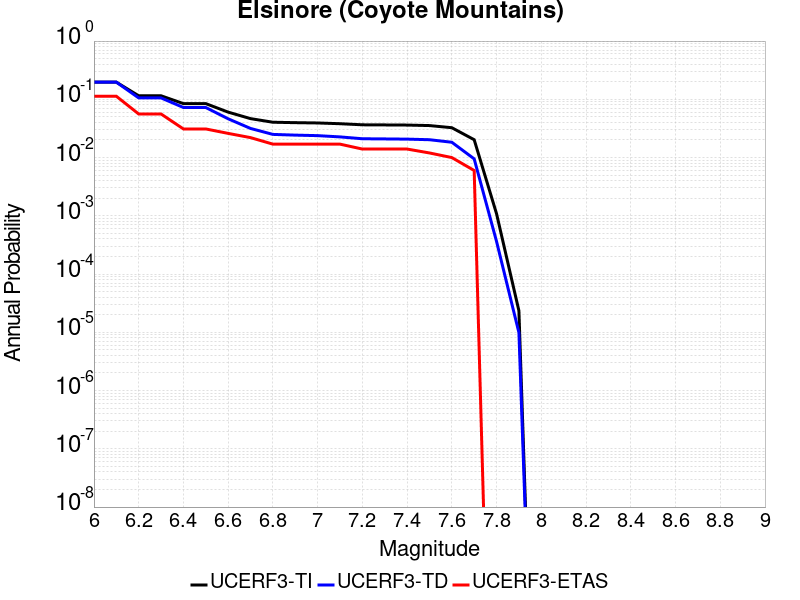 Elsinore (Coyote Mountains)
10^0
10^-1
10^-2
10^-3
10^-4
10^-5
10^-6
10^-7
10^-8
Annual Probability
6 6.2 6.4 6.6 6.8 7 7.2 7.4 7.6 7.8 8 8.2 8.4 8.6 8.8 9
Magnitude
UCERF3-TI UCERF3-TD UCERF3-ETAS